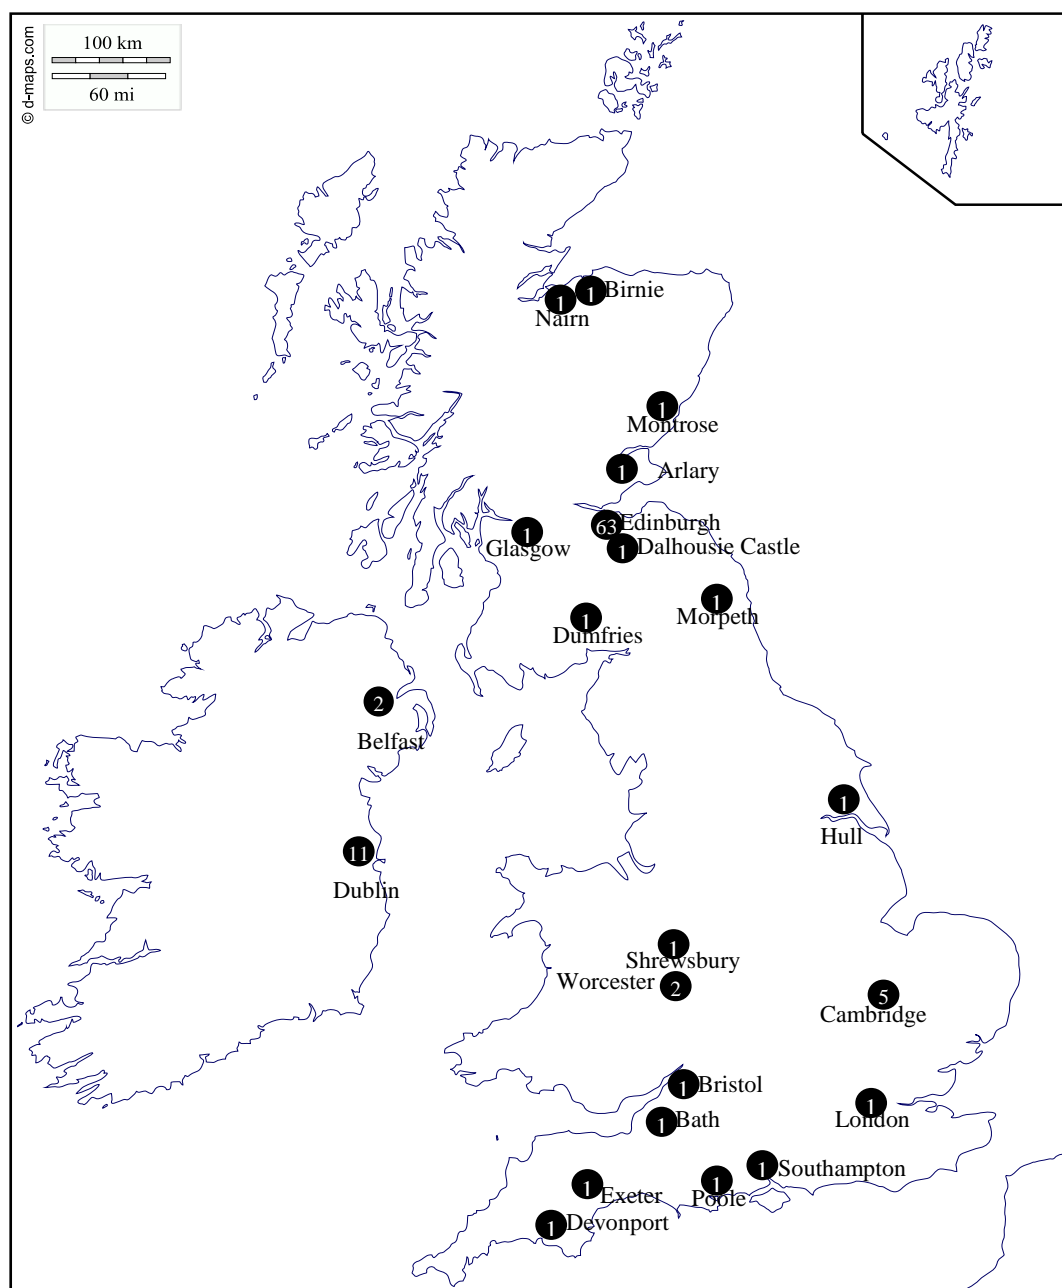 © d-maps.com
100 km
60 mi
1
Birnie
1
Nairn
1
Montrose
1
Arlary
63
Edinburgh
1
Glasgow
1
Dalhousie Castle
1
Morpeth
1
Dumfries
2
Belfast
1
Hull
11
Dublin
1
Shrewsbury
Worcester
2
5
Cambridge
1
Bristol
1
London
1
Bath
1
Southampton
1
Exeter
1
Poole
1
Devonport